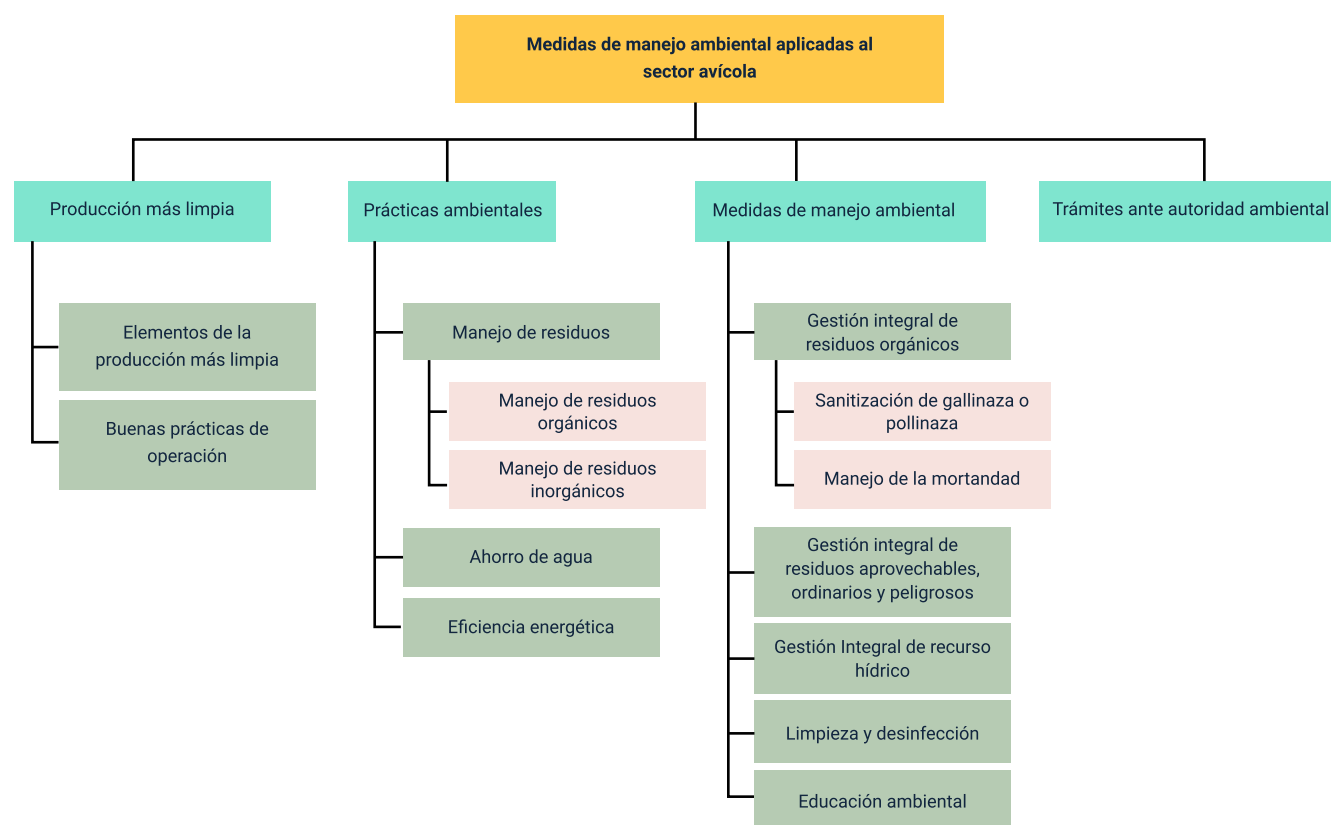 Medidas de manejo ambiental aplicadas al
sector avícola
Producción más limpia
Prácticas ambientales
Medidas de manejo ambiental
Trámites ante autoridad ambiental
Elementos de la
producción más limpia
Buenas prácticas de
operación
Manejo de residuos
Manejo de residuos
orgánicos
Manejo de residuos
inorgánicos
Ahorro de agua
Eficiencia energética
Gestión integral de
residuos orgánicos
Sanitización de gallinaza o
pollinaza
Manejo de la mortandad
Gestión integral de
residuos aprovechables,
ordinarios y peligrosos
Gestión Integral de recurso
hídrico
Limpieza y desinfección
Educación ambiental